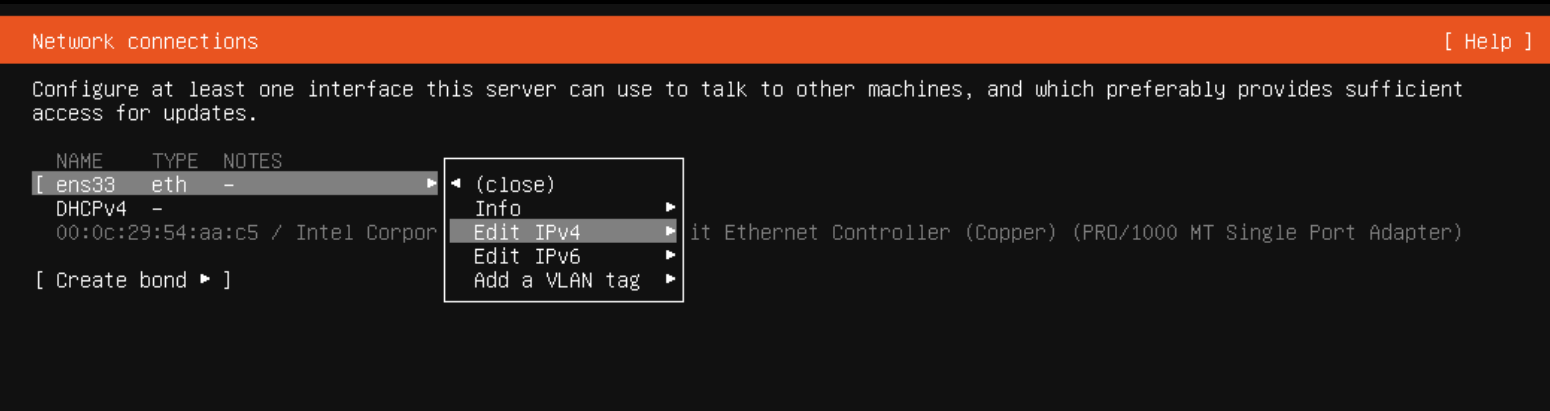 Network connections [ Help ]
Configure at least one interface this server can use to talk to other machines, and which preferably provides sufficient
access for updates.
NAME TYPE NOTES
[ ens33 eth - ▸ ◂ (close)
DHCPv4 - Info ▸
00:0c:29:54:aa:c5 / Intel Corpor Edit IPv4 ▸ it Ethernet Controller (Copper) (PRO/1000 MT Single Port Adapter)
Edit IPv6 ▸
[ Create bond ▸ ] Add a VLAN tag ▸